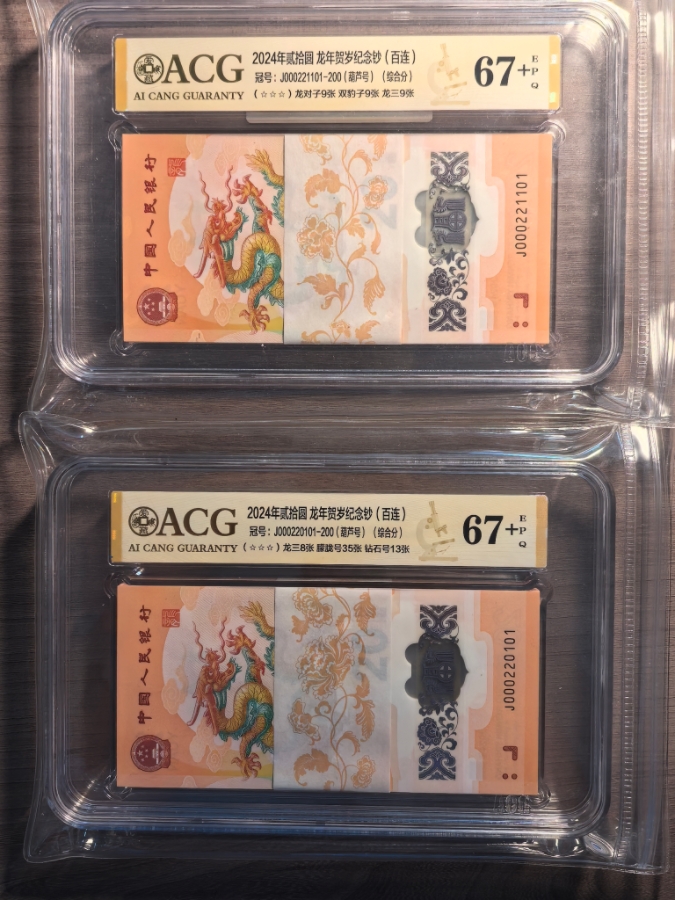 ACG
AI CANG GUARANTY
2024年贰拾圆 龙年贺岁纪念钞（百连）
冠号：J000221101-200（葫芦号）（综合分）
（☆☆☆）龙对子9张 双豹子9张 龙三9张
67+
EPQ
中国人民银行
J000221101
ACG
AI CANG GUARANTY
2024年贰拾圆 龙年贺岁纪念钞（百连）
冠号：J000220101-200（葫芦号）（综合分）
（☆☆☆）龙三8张 朦胧号35张 钻石号13张
67+
EPQ
中国人民银行
J000220101